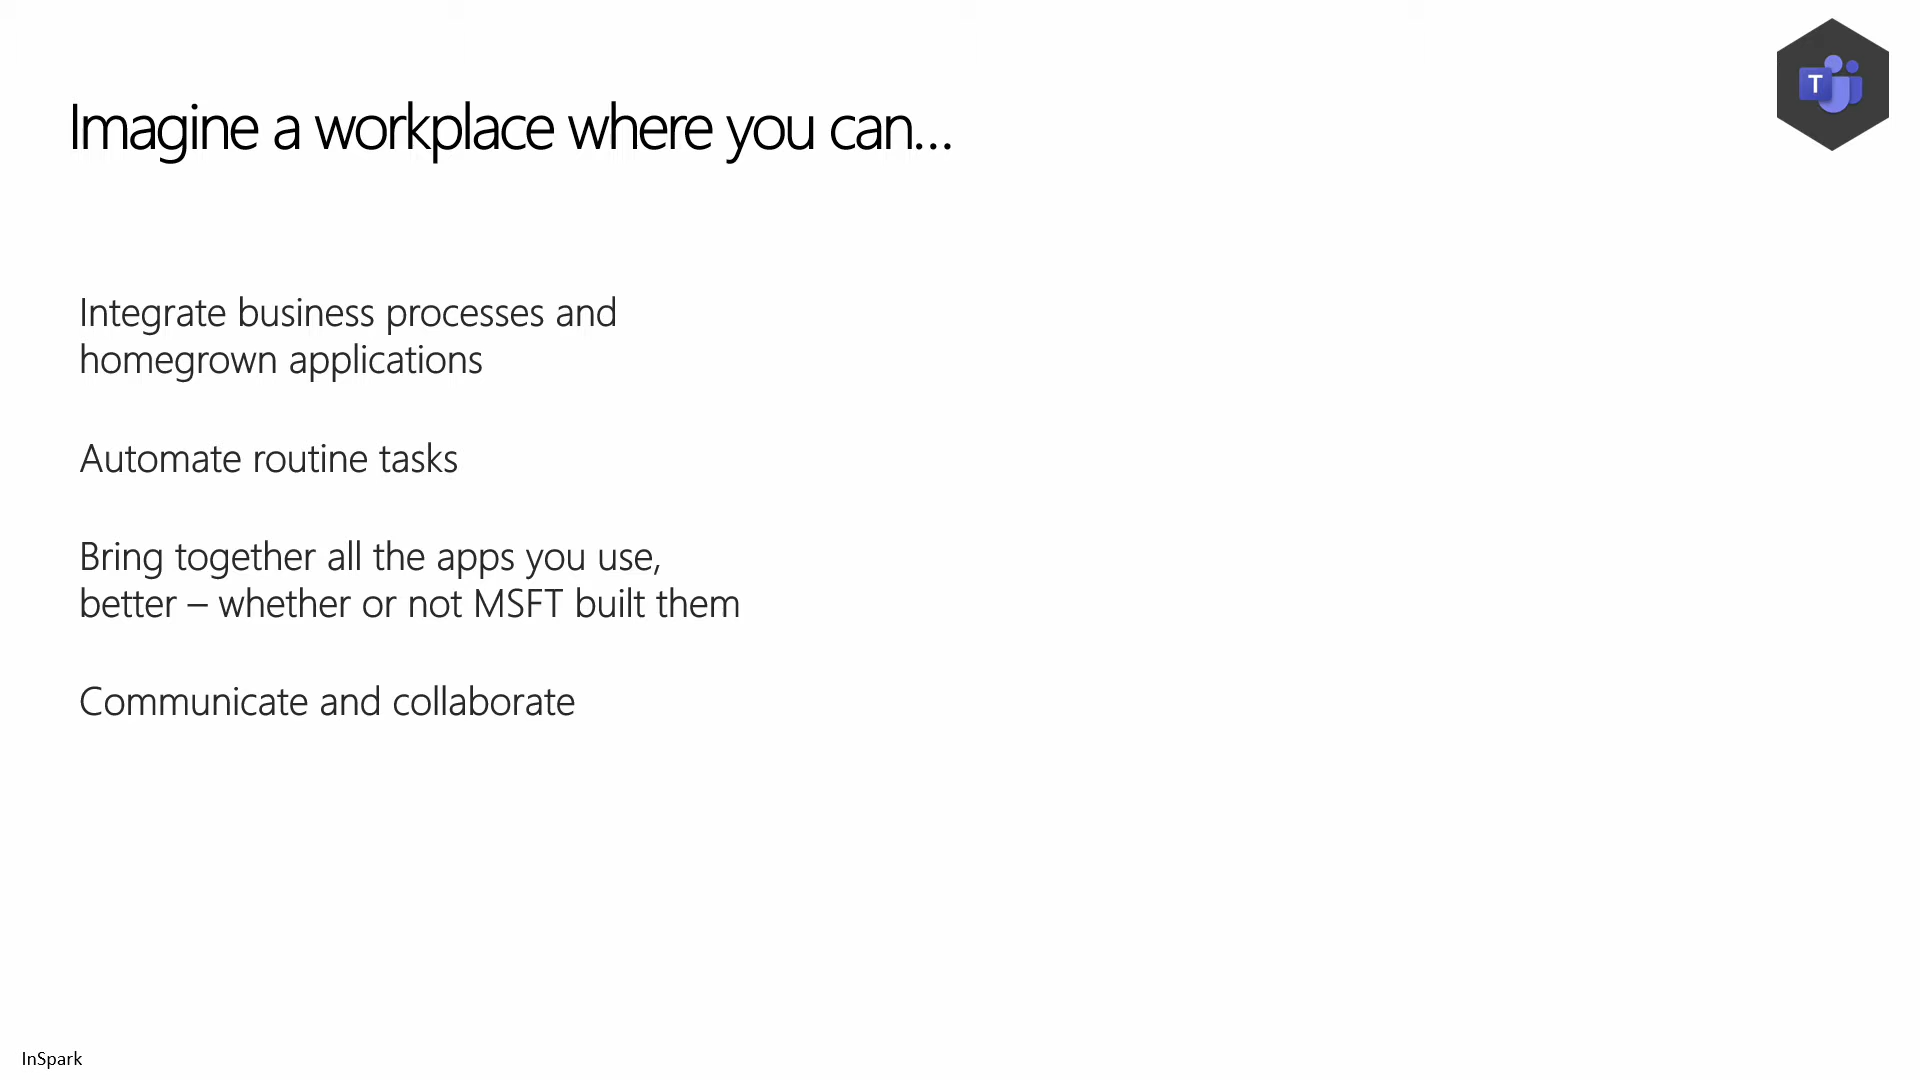 Imagine a workplace where you can...
T
Integrate business processes and
homegrown applications
Automate routine tasks
Bring together all the apps you use,
better – whether or not MSFT built them
Communicate and collaborate
InSpark